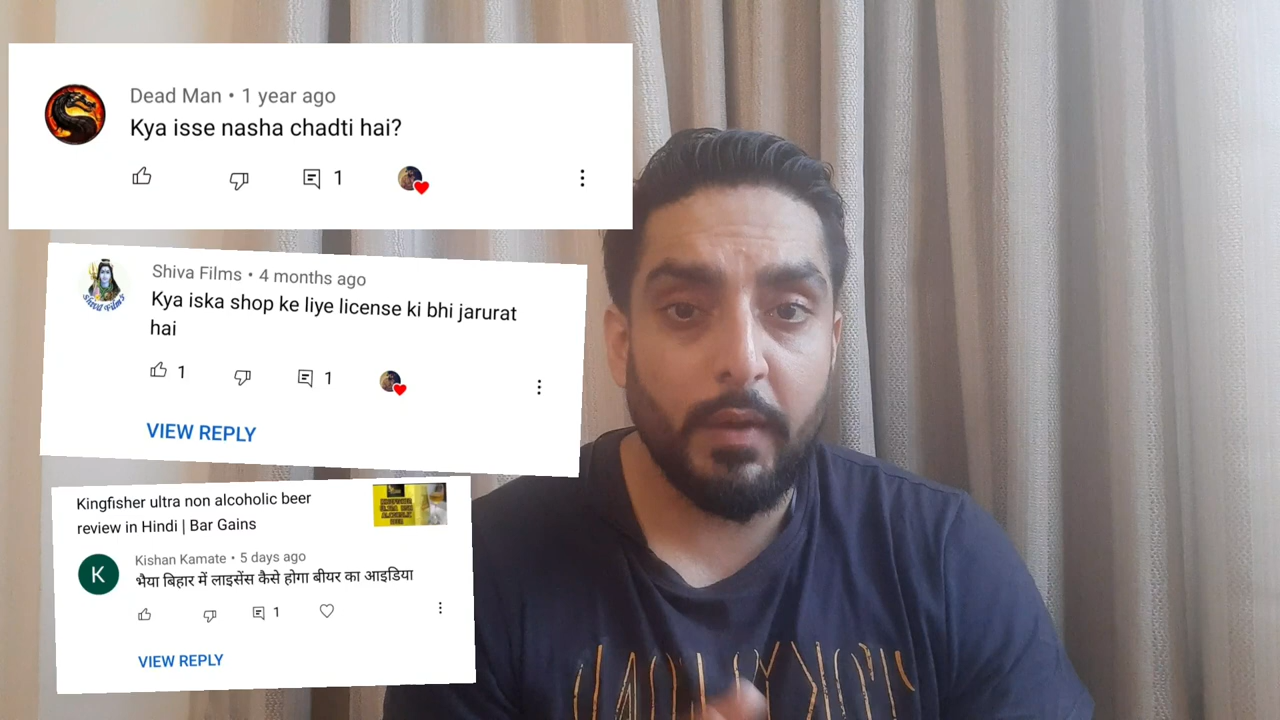 Dead Man • 1 year ago
Kya isse nasha chadti hai?
1
Shiva Films • 4 months ago
Kya iska shop ke liye license ki bhi jarurat
hai
1 1
VIEW REPLY
Kingfisher ultra non alcoholic beer
review in Hindi | Bar Gains
K
Kishan Kamate • 5 days ago
भैया बिहार में लाइसेंस कैसे होगा बीयर का आइडिया
1
VIEW REPLY